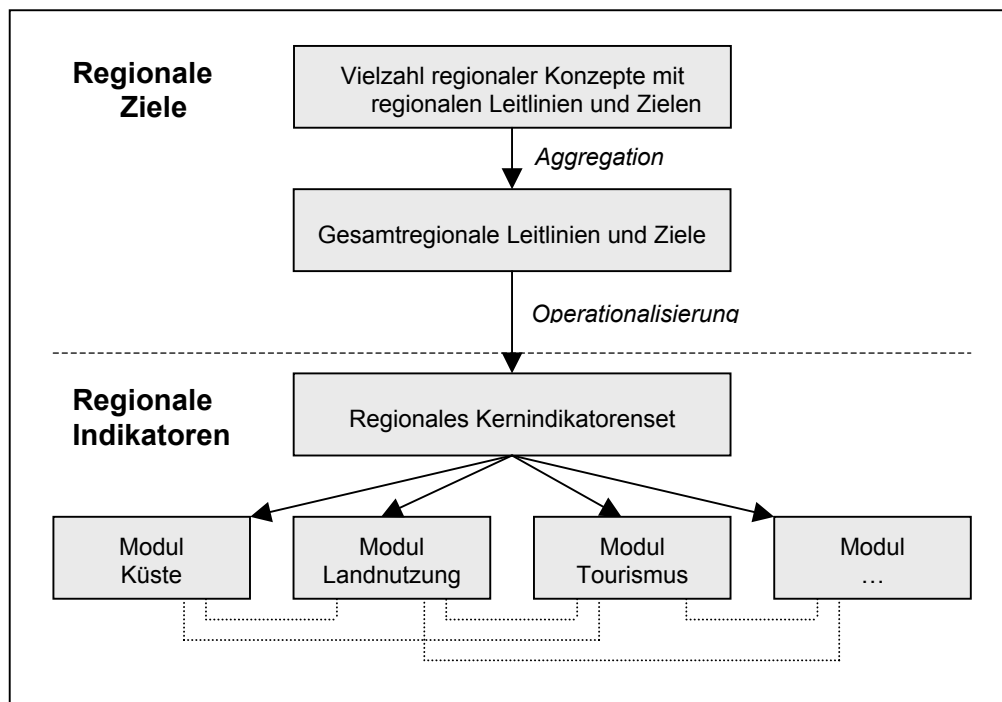 Regionale
Ziele
Vielzahl regionaler Konzepte mit
regionalen Leitlinien und Zielen
Aggregation
Gesamtregionale Leitlinien und Ziele
Operationalisierung
Regionale
Indikatoren
Regionales Kernindikatorenset
Modul
Küste
Modul
Landnutzung
Modul
Tourismus
Modul
…